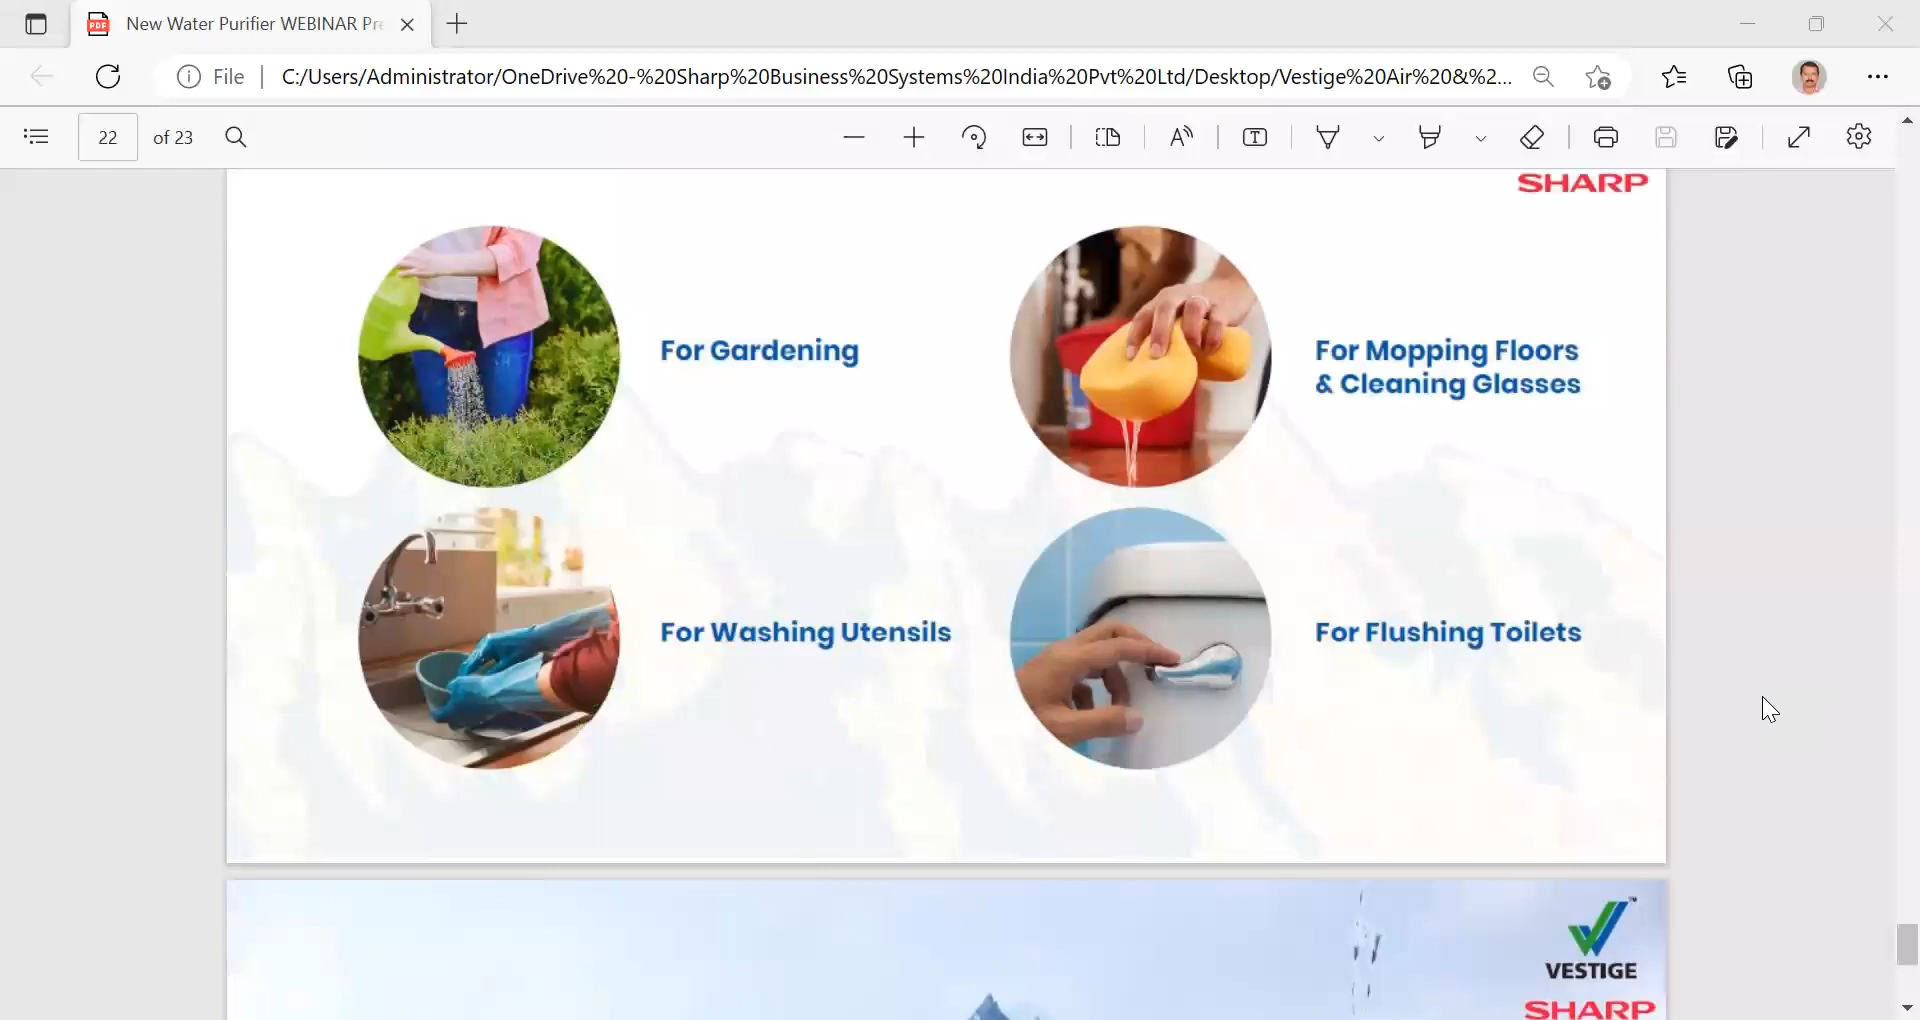 New Water Purifier WEBINAR Pre
File
C:/Users/Administrator/OneDrive%20-%20Sharp%20Business%20Systems%20India%20Pvt%20Ltd/Desktop/Vestige%20Air%20&%2...
22 of 23
SHARP
For Gardening
For Mopping Floors
& Cleaning Glasses
For Washing Utensils
For Flushing Toilets
VESTIGE
SHARP